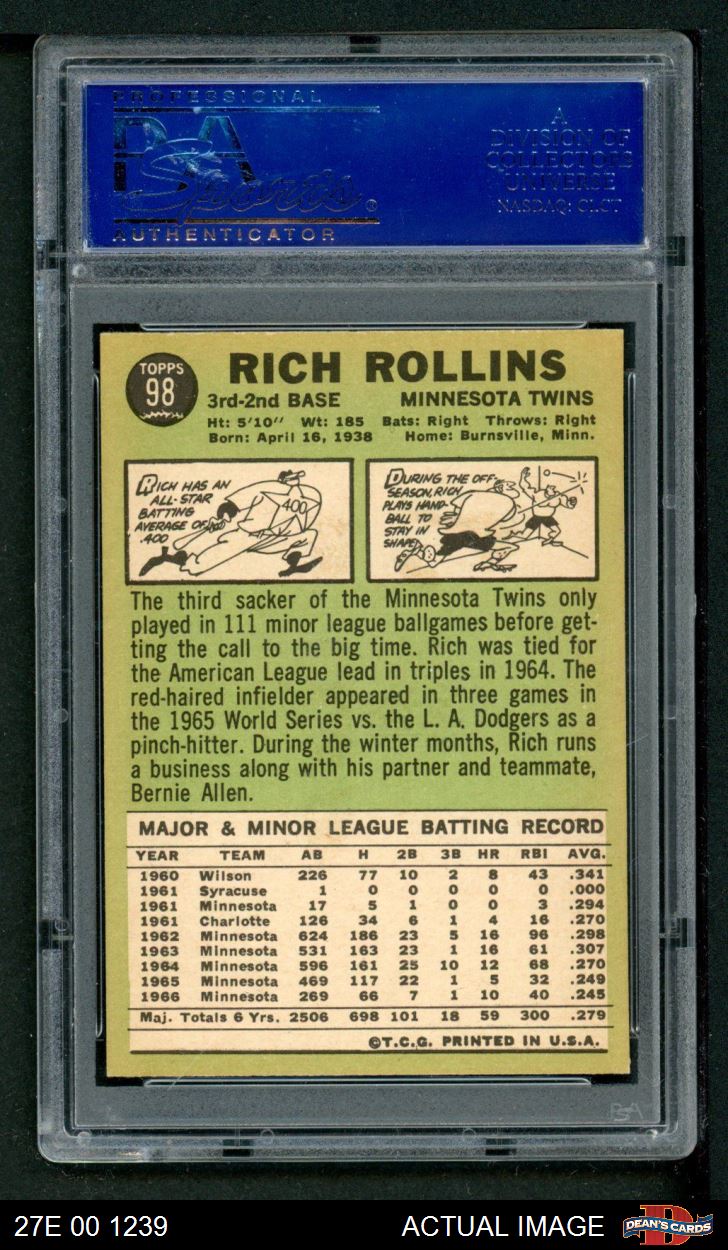 PROFESSIONAL
PSA
Sports ®
AUTHENTICATOR
A
DIVISION OF
COLLECTORS
UNIVERSE
NASDAQ: CLCT
TOPPS
98
RICH ROLLINS
3rd-2nd BASE MINNESOTA TWINS
Ht: 5'10" Wt: 185 Bats: Right Throws: Right
Born: April 16, 1938 Home: Burnsville, Minn.
RICH HAS AN
ALL-STAR
BATTING
AVERAGE OF
.400
400
DURING THE OFF-
SEASON, RICH
PLAYS HAND-
BALL TO
STAY IN
SHAPE
The third sacker of the Minnesota Twins only
played in 111 minor league ballgames before get-
ting the call to the big time. Rich was tied for
the American League lead in triples in 1964. The
red-haired infielder appeared in three games in
the 1965 World Series vs. the L. A. Dodgers as a
pinch-hitter. During the winter months, Rich runs
a business along with his partner and teammate,
Bernie Allen.
MAJOR & MINOR LEAGUE BATTING RECORD
YEAR TEAM AB H 2B 3B HR RBI AVG.
1960 Wilson 226 77 10 2 8 43 .341
1961 Syracuse 1 0 0 0 0 0 .000
1961 Minnesota 17 5 1 0 0 3 .294
1961 Charlotte 126 34 6 1 4 16 .270
1962 Minnesota 624 186 23 5 16 96 .298
1963 Minnesota 531 163 23 1 16 61 .307
1964 Minnesota 596 161 25 10 12 68 .270
1965 Minnesota 469 117 22 1 5 32 .249
1966 Minnesota 269 66 7 1 10 40 .245
Maj. Totals 6 Yrs. 2506 698 101 18 59 300 .279
©T.C.G. PRINTED IN U.S.A.
PSA
27E 00 1239 ACTUAL IMAGE
DEAN'S CARDS